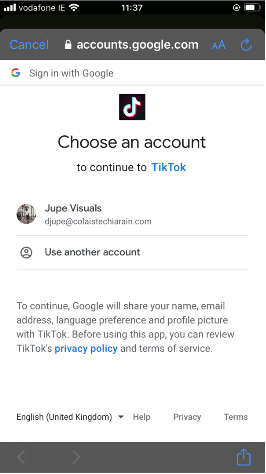 vodafone IE 11:37
Cancel accounts.google.com AA
Sign in with Google
Choose an account
to continue to TikTok
Jupe Visuals
djupe@colaistechiarain.com
Use another account
To continue, Google will share your name, email
address, language preference and profile picture
with TikTok. Before using this app, you can review
TikTok's privacy policy and terms of service.
English (United Kingdom) Help Privacy Terms